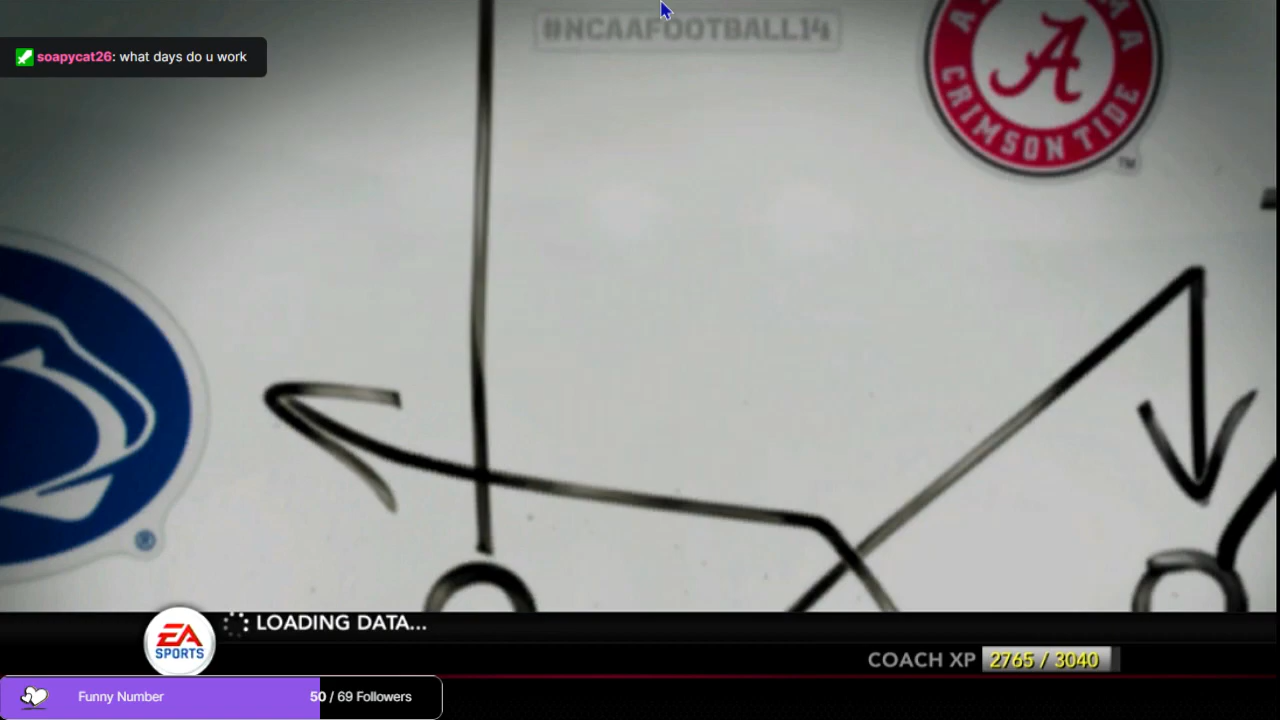 #NCAAFOOTBALL14
soapycat26: what days do u work
A
CRIMSON TIDE
TM
®
LOADING DATA...
EA
SPORTS
COACH XP 2765 / 3040
Funny Number 50 / 69 Followers